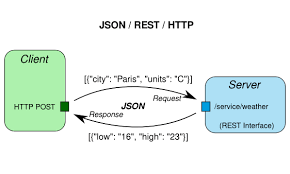 JSON / REST / HTTP
Client
HTTP POST
[{"city": "Paris", "units": "C"}]
Request
JSON
Response
[{"low": "16", "high": "23"}]
Server
/service/weather
(REST Interface)